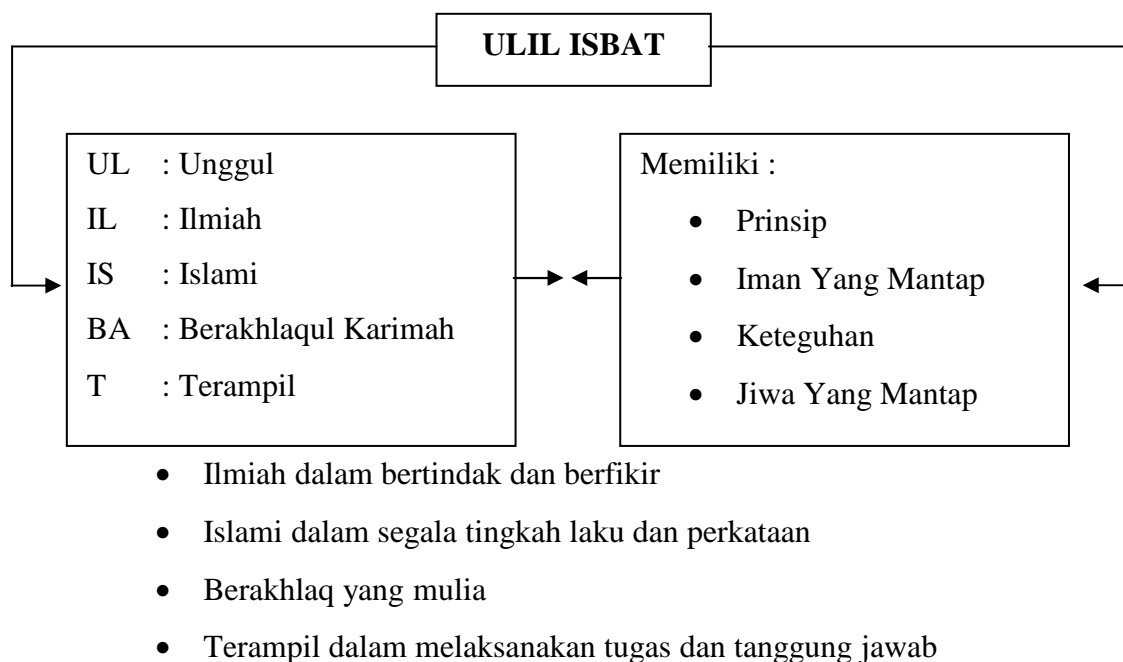 ULIL ISBAT
UL : Unggul
IL : Ilmiah
IS : Islami
BA : Berakhlaqul Karimah
T : Terampil
Memiliki :
• Prinsip
• Iman Yang Mantap
• Keteguhan
• Jiwa Yang Mantap
• Ilmiah dalam bertindak dan berfikir
• Islami dalam segala tingkah laku dan perkataan
• Berakhlaq yang mulia
• Terampil dalam melaksanakan tugas dan tanggung jawab